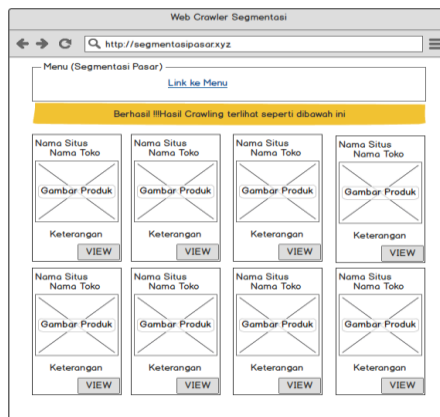 Web Crawler Segmentasi
http://segmentasipasar.xyz
Menu (Segmentasi Pasar)
Link ke Menu
Berhasil !!!Hasil Crawling terlihat seperti dibawah ini
Nama Situs
Nama Toko
Gambar Produk
Keterangan
VIEW
Nama Situs
Nama Toko
Gambar Produk
Keterangan
VIEW
Nama Situs
Nama Toko
Gambar Produk
Keterangan
VIEW
Nama Situs
Nama Toko
Gambar Produk
Keterangan
VIEW
Nama Situs
Nama Toko
Gambar Produk
Keterangan
VIEW
Nama Situs
Nama Toko
Gambar Produk
Keterangan
VIEW
Nama Situs
Nama Toko
Gambar Produk
Keterangan
VIEW
Nama Situs
Nama Toko
Gambar Produk
Keterangan
VIEW